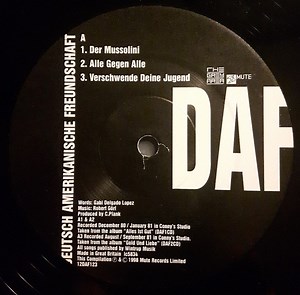 DEUTSCH AMERIKANISCHE FREUNDSCHAFT
A
1. Der Mussolini
2. Alle Gegen Alle
3. Verschwende Deine Jugend
THE
GREY
AREA
MUTE
DAF
Words: Gabi Delgado Lopez
Music: Robert Görl
Produced by C.Plank
A1 & A2
Recorded December 80 / January 81 in Conny's Studio
Taken from the album "Alles Ist Gut" (DAF1CD)
A3 Recorded August / September 81 in Conny's Studio.
Taken from the album "Gold Und Liebe" (DAF2CD)
All songs published by Wintrup Musik
Made in Great Britain lc5834
This Compilation ℗ & © 1998 Mute Records Limited
12DAF123